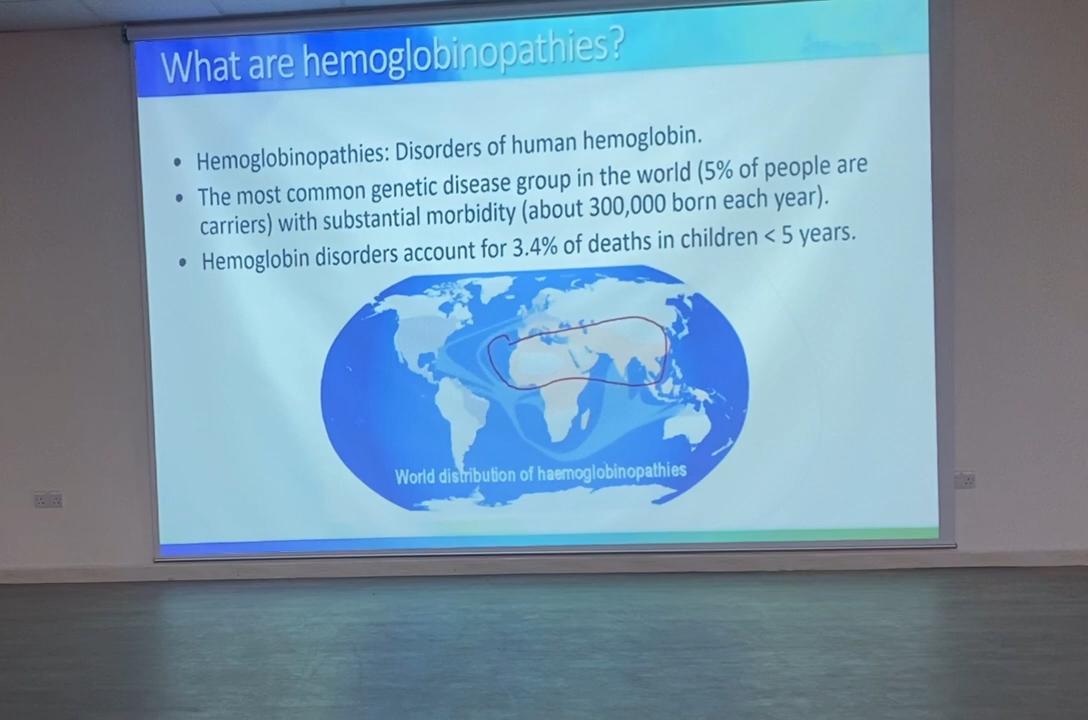 What are hemoglobinopathies?
• Hemoglobinopathies: Disorders of human hemoglobin.
• The most common genetic disease group in the world (5% of people are
carriers) with substantial morbidity (about 300,000 born each year).
• Hemoglobin disorders account for 3.4% of deaths in children < 5 years.
World distribution of haemoglobinopathies